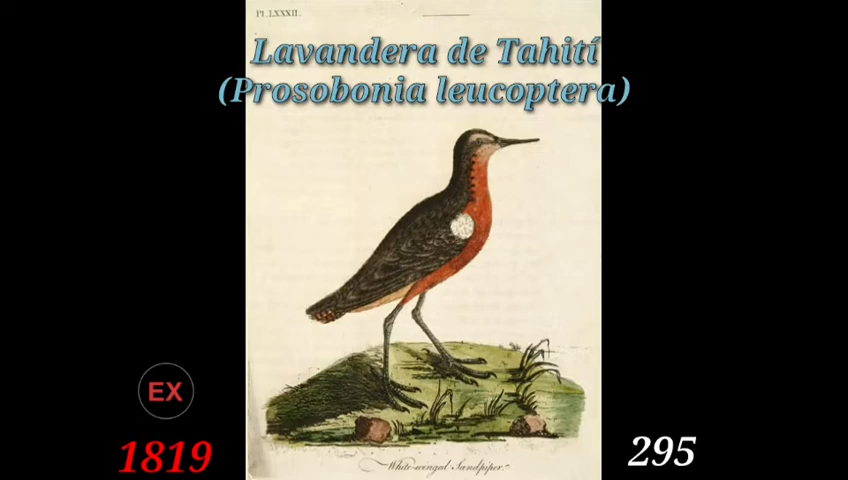 Pl. LXXXII.
Lavandera de Tahití
(Prosobonia leucoptera)
EX
1819
295
White-winged Sandpiper.